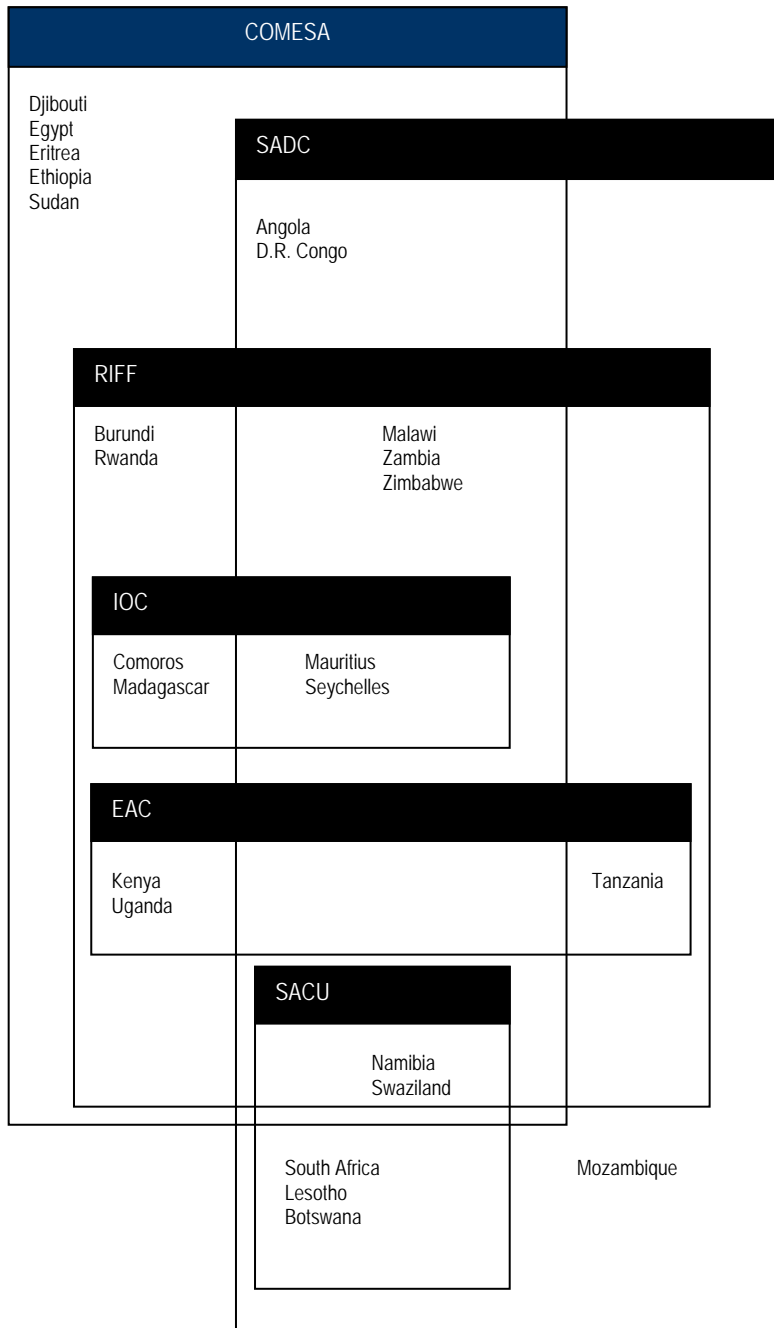 COMESA
Djibouti
Egypt
Eritrea
Ethiopia
Sudan
SADC
Angola
D.R. Congo
RIFF
Burundi
Rwanda
Malawi
Zambia
Zimbabwe
IOC
Comoros
Madagascar
Mauritius
Seychelles
EAC
Kenya
Uganda
Tanzania
SACU
Namibia
Swaziland
South Africa
Lesotho
Botswana
Mozambique